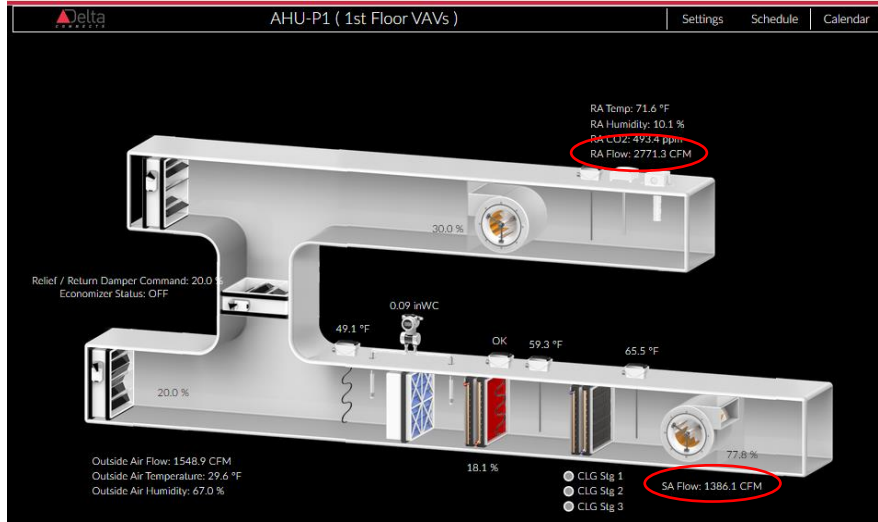 Delta
CONNECTS
AHU-P1 ( 1st Floor VAVs )
Settings
Schedule
Calendar
RA Temp: 71.6 °F
RA Humidity: 10.1 %
RA CO2: 493.4 ppm
RA Flow: 2771.3 CFM
30.0 %
Relief / Return Damper Command: 20.0 %
Economizer Status: OFF
0.09 inWC
49.1 °F
OK
59.3 °F
65.5 °F
20.0 %
77.8 %
Outside Air Flow: 1548.9 CFM
Outside Air Temperature: 29.6 °F
Outside Air Humidity: 67.0 %
18.1 %
CLG Stg 1
CLG Stg 2
CLG Stg 3
SA Flow: 1386.1 CFM